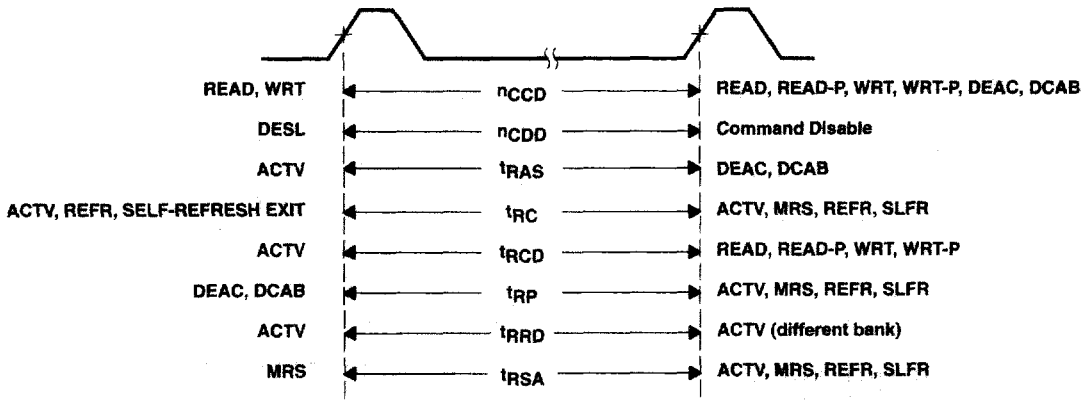 READ, WRT nCCD READ, READ-P, WRT, WRT-P, DEAC, DCAB
DESL nCDD Command Disable
ACTV tRAS DEAC, DCAB
ACTV, REFR, SELF-REFRESH EXIT tRC ACTV, MRS, REFR, SLFR
ACTV tRCD READ, READ-P, WRT, WRT-P
DEAC, DCAB tRP ACTV, MRS, REFR, SLFR
ACTV tRRD ACTV (different bank)
MRS tRSA ACTV, MRS, REFR, SLFR